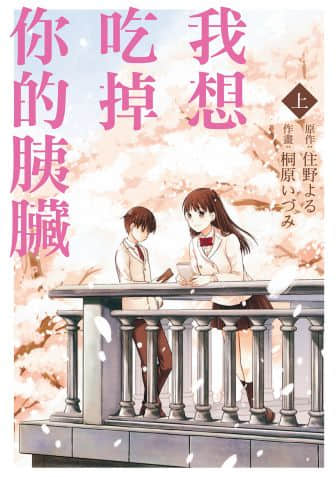 我想
吃掉
你的胰臟
上
原作：住野よる
作畫：桐原いづみ